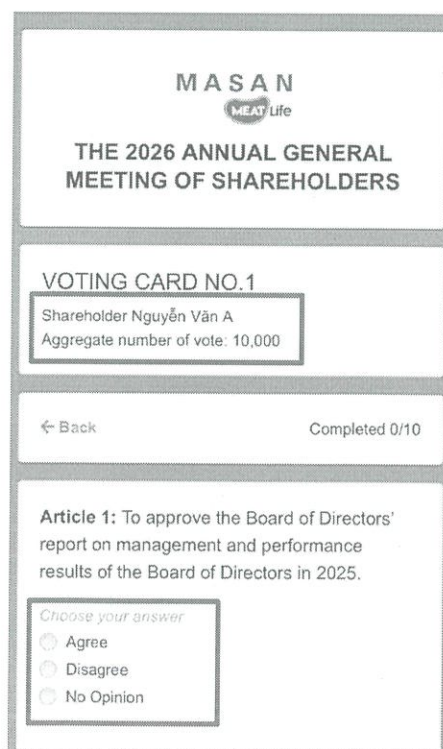 MASAN
MEAT Life
THE 2026 ANNUAL GENERAL
MEETING OF SHAREHOLDERS
VOTING CARD NO.1
Shareholder Nguyễn Văn A
Aggregate number of vote: 10,000
← Back
Completed 0/10
Article 1: To approve the Board of Directors'
report on management and performance
results of the Board of Directors in 2025.
Choose your answer
Agree
Disagree
No Opinion